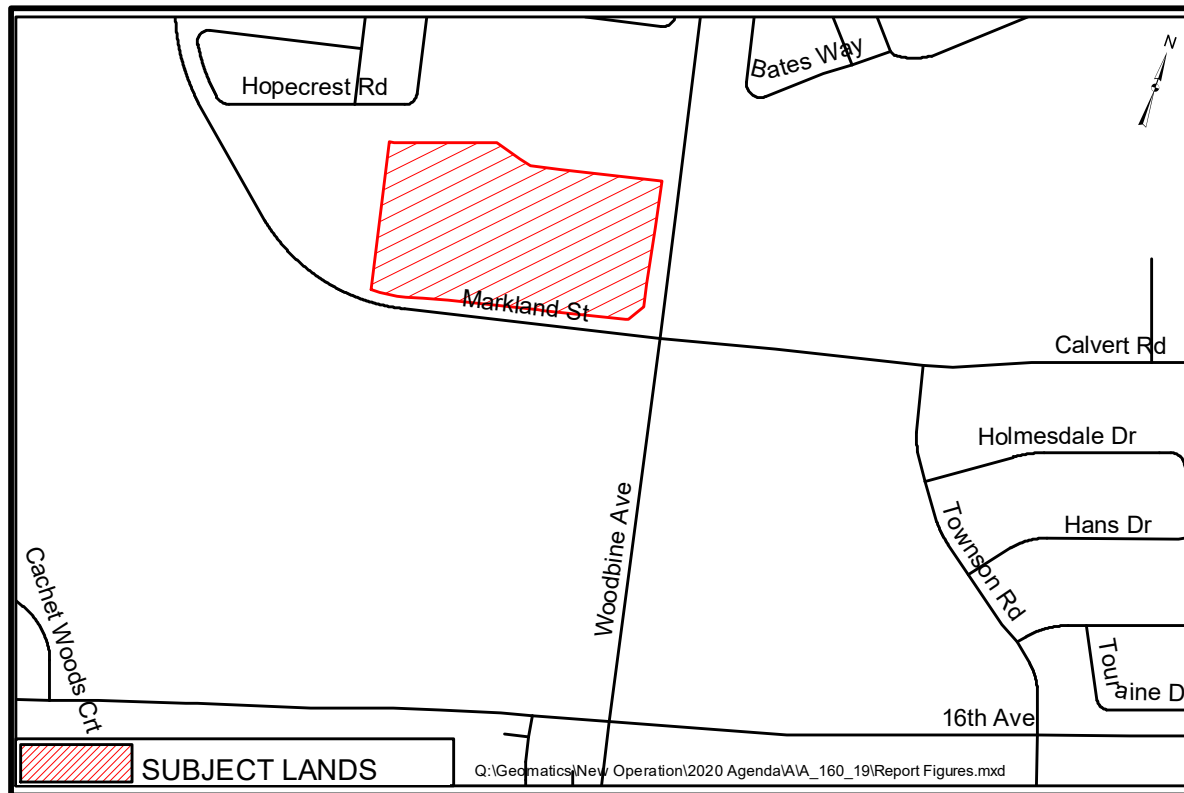 N
Bates Way
Hopecrest Rd
Markland St
Calvert Rd
Holmesdale Dr
Hans Dr
Townson Rd
Woodbine Ave
Cachet Woods Crt
Touraine D
16th Ave
SUBJECT LANDS
Q:\Geomatics\New Operation\2020 Agenda\A\A_160_19\Report Figures.mxd